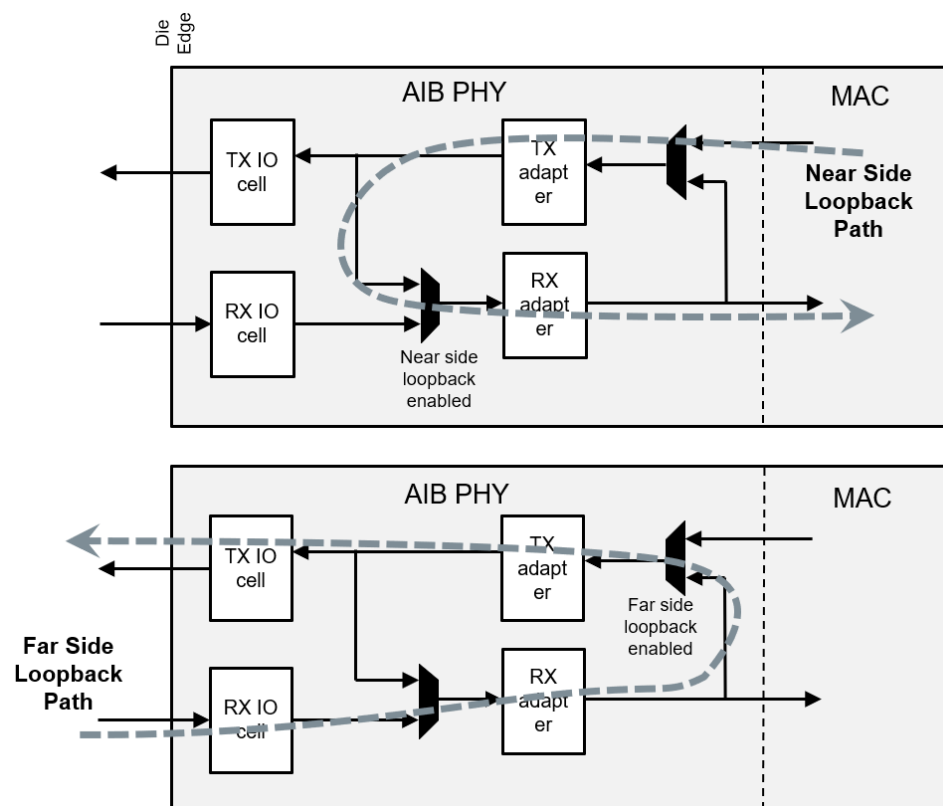 Die
Edge
AIB PHY
MAC
TX IO
cell
TX
adapt
er
Near Side
Loopback
Path
RX IO
cell
RX
adapt
er
Near side
loopback
enabled
AIB PHY
MAC
TX IO
cell
TX
adapt
er
Far side
loopback
enabled
Far Side
Loopback
Path
RX IO
cell
RX
adapt
er